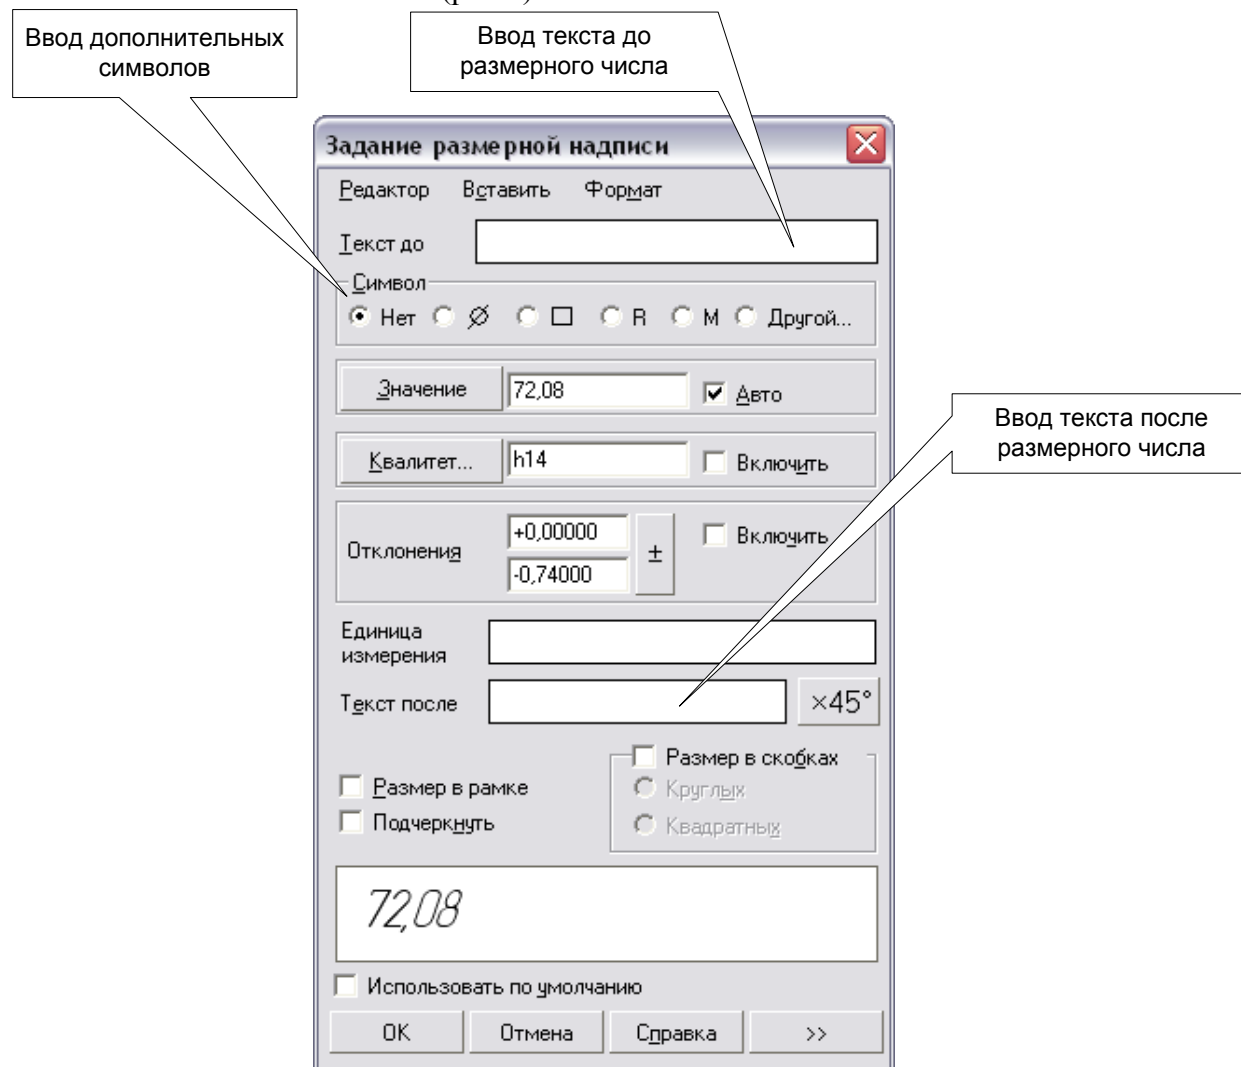 Ввод дополнительных
символов
Ввод текста до
размерного числа
Задание размерной надписи
Редактор Вставить Формат
Текст до
Символ
Нет Ø □ R M Другой...
Значение 72,08 Авто
Ввод текста после
размерного числа
Квалитет... h14 Включить
Отклонения +0,00000 ± Включить
-0,74000
Единица
измерения
Текст после ×45°
Размер в скобках
Размер в рамке Круглых
Подчеркнуть Квадратных
72,08
Использовать по умолчанию
OK Отмена Справка >>